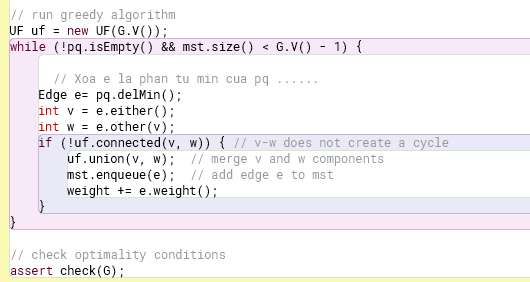 // run greedy algorithm
UF uf = new UF(G.V());
while (!pq.isEmpty() && mst.size() < G.V() - 1) {
// Xoa e la phan tu min cua pq ......
Edge e= pq.delMin();
int v = e.either();
int w = e.other(v);
if (!uf.connected(v, w)) { // v-w does not create a cycle
uf.union(v, w);  // merge v and w components
mst.enqueue(e);  // add edge e to mst
weight += e.weight();
}
}
// check optimality conditions
assert check(G);